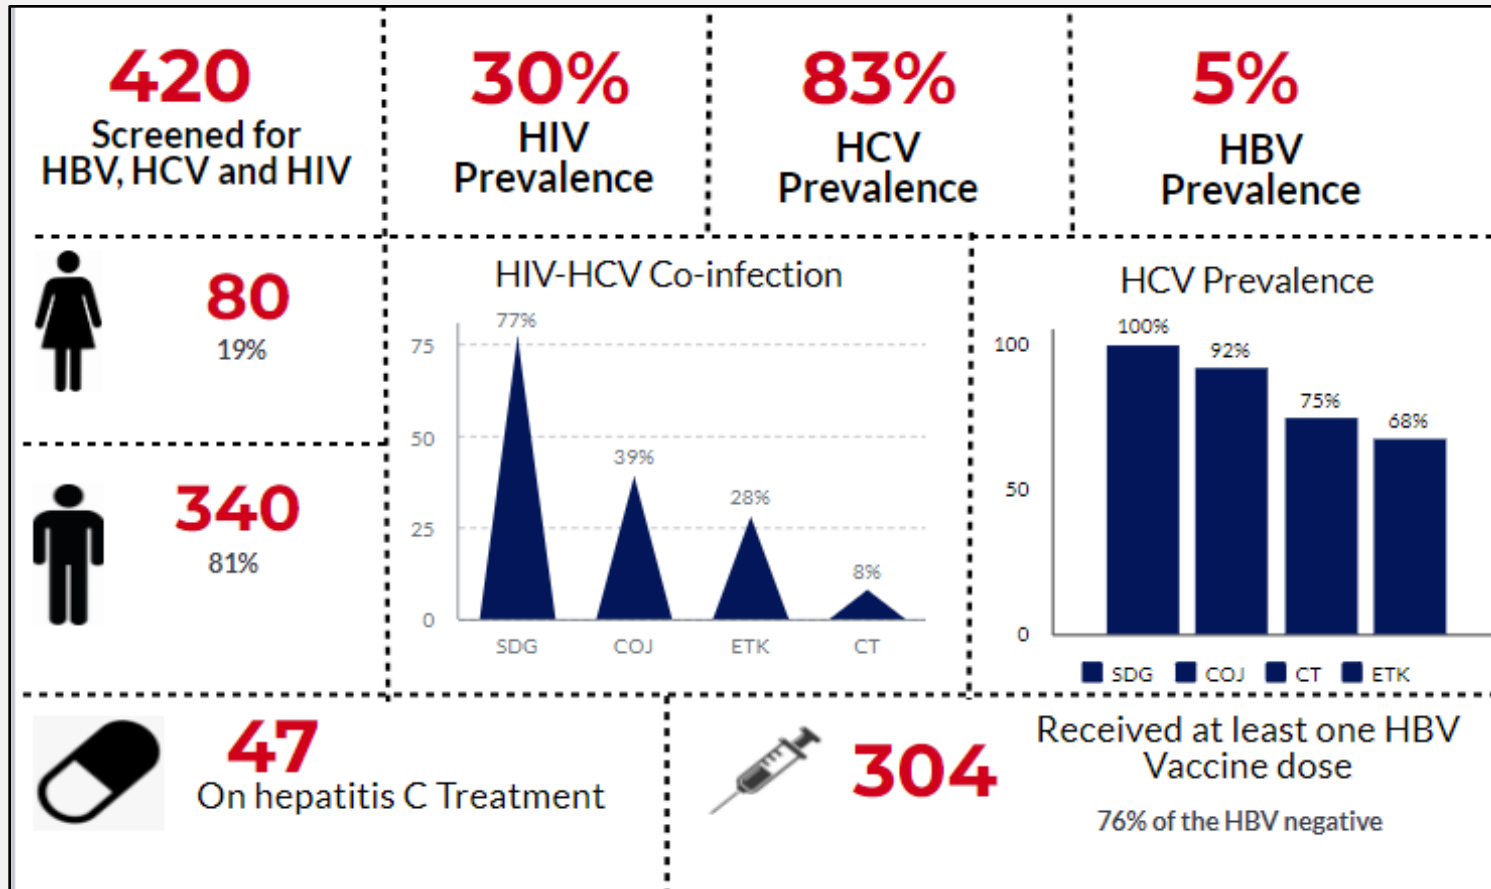 420
Screened for
HBV, HCV and HIV
30%
HIV
Prevalence
83%
HCV
Prevalence
5%
HBV
Prevalence
80
19%
340
81%
HIV-HCV Co-infection
77%
75
50
39%
28%
25
8%
0
SDG COJ ETK CT
HCV Prevalence
100%
100
92%
75%
68%
50
0
SDG COJ CT ETK
47
On hepatitis C Treatment
304
Received at least one HBV
Vaccine dose
76% of the HBV negative